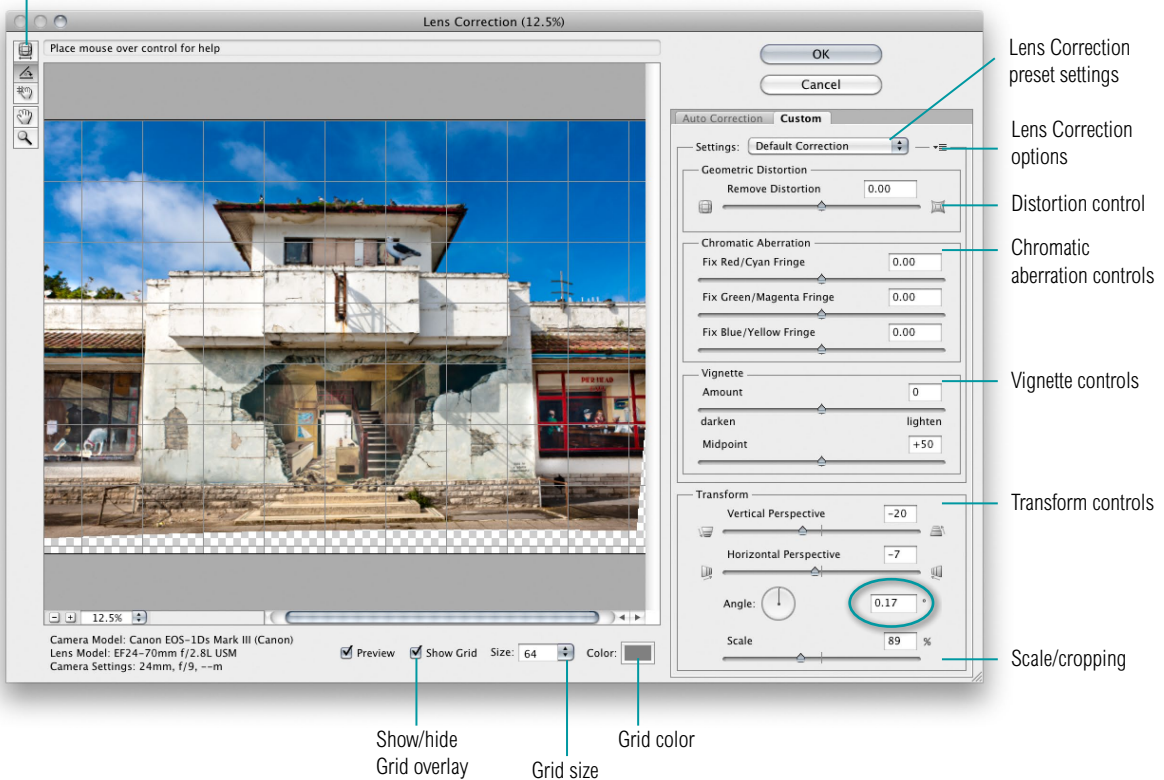 Lens Correction (12.5%)
Place mouse over control for help
OK
Cancel
Auto Correction Custom
Settings: Default Correction
Geometric Distortion
Remove Distortion 0.00
Chromatic Aberration
Fix Red/Cyan Fringe 0.00
Fix Green/Magenta Fringe 0.00
Fix Blue/Yellow Fringe 0.00
Vignette
Amount 0
darken lighten
Midpoint +50
Transform
Vertical Perspective -20
Horizontal Perspective -7
Angle: 0.17 °
Scale 89 %
12.5%
Camera Model: Canon EOS-1Ds Mark III (Canon)
Lens Model: EF24-70mm f/2.8L USM
Camera Settings: 24mm, f/9, --m
Preview Show Grid Size: 64 Color:
Lens Correction
preset settings
Lens Correction
options
Distortion control
Chromatic
aberration controls
Vignette controls
Transform controls
Scale/cropping
Show/hide
Grid overlay
Grid size
Grid color